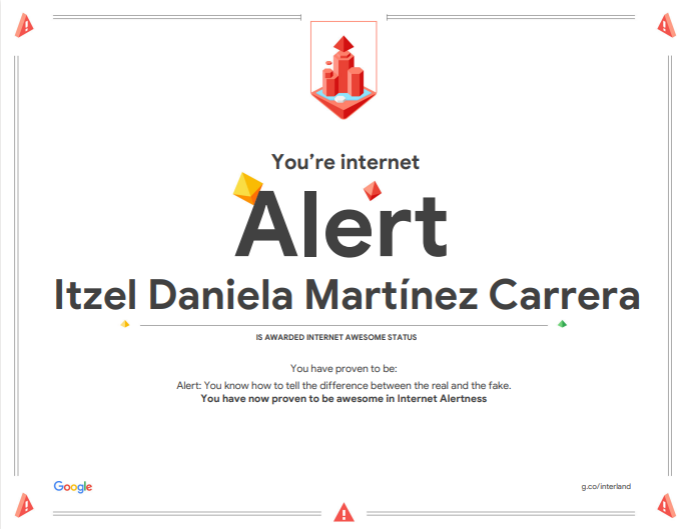 You're internet
Alert
Itzel Daniela Martínez Carrera
IS AWARDED INTERNET AWESOME STATUS
You have proven to be:
Alert: You know how to tell the difference between the real and the fake.
You have now proven to be awesome in Internet Alertness
Google
g.co/interland